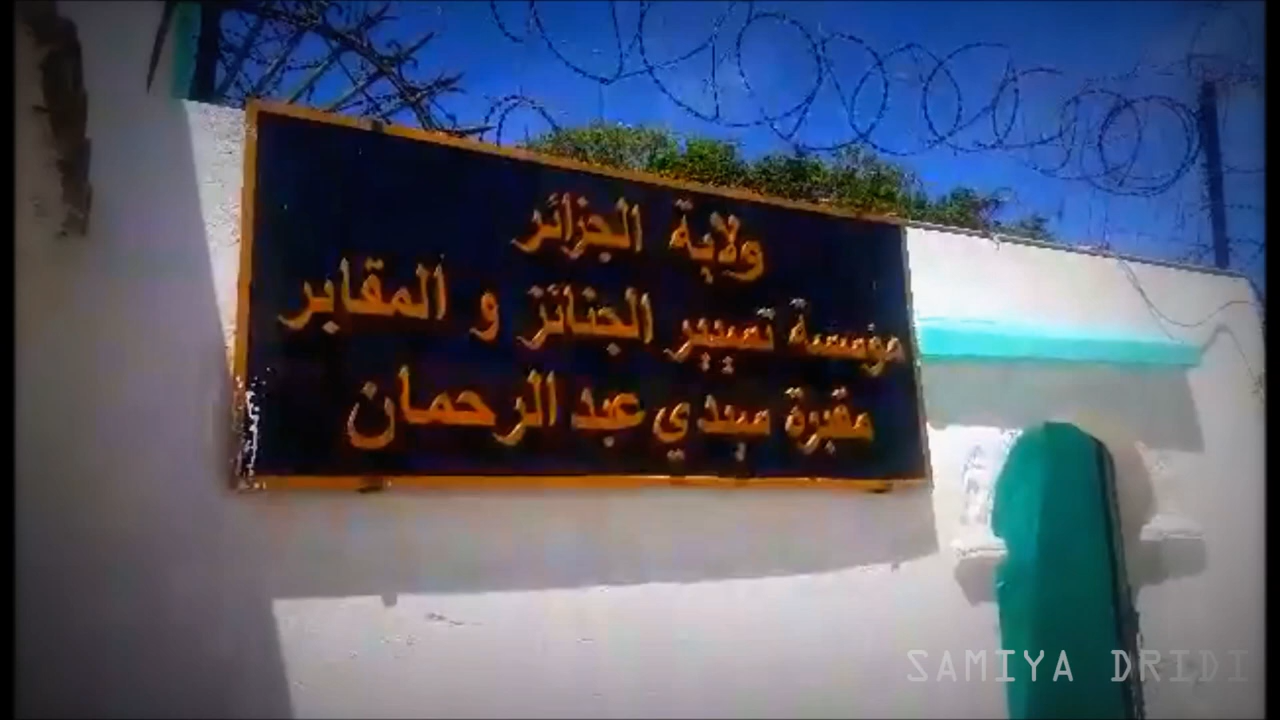 ولاية الجزائر
مؤسسة تسيير الجنائز و المقابر
مقبرة سيدي عبد الرحمان
SAMIYA DRIDI